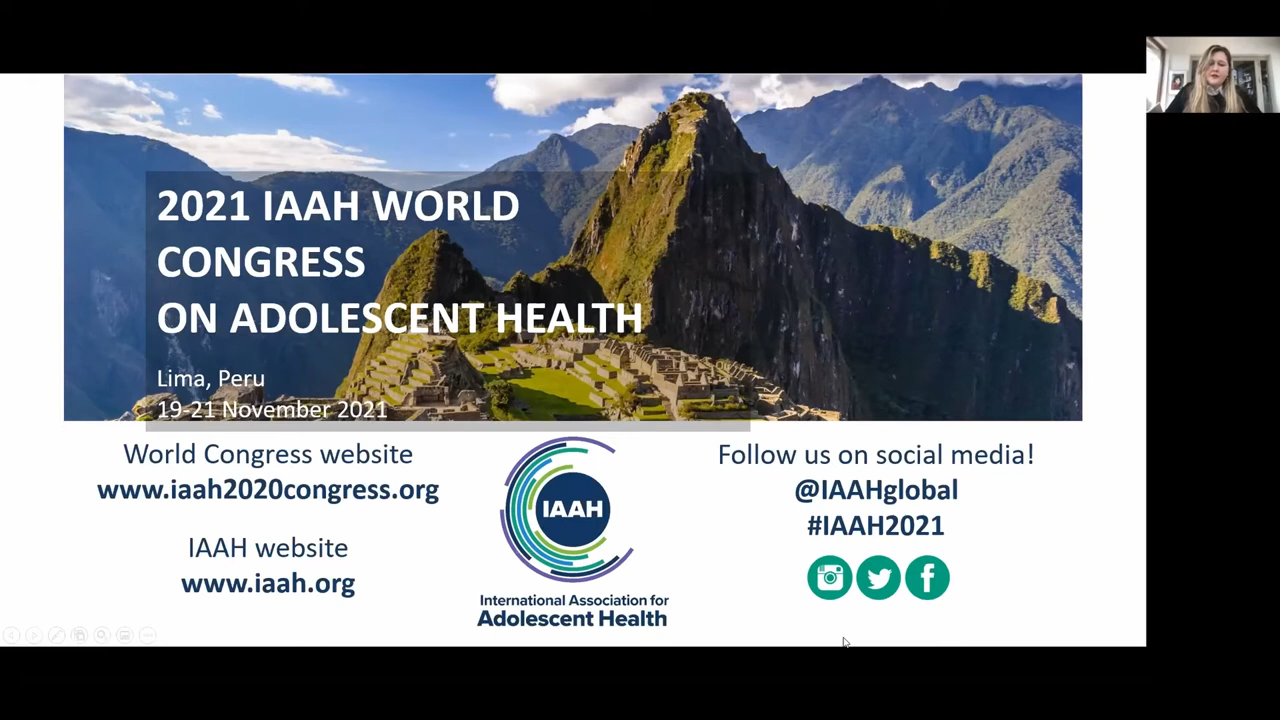 2021 IAAH WORLD
CONGRESS
ON ADOLESCENT HEALTH
Lima, Peru
19-21 November 2021
World Congress website
www.iaah2020congress.org
IAAH website
www.iaah.org
IAAH
International Association for
Adolescent Health
Follow us on social media!
@IAAHglobal
#IAAH2021